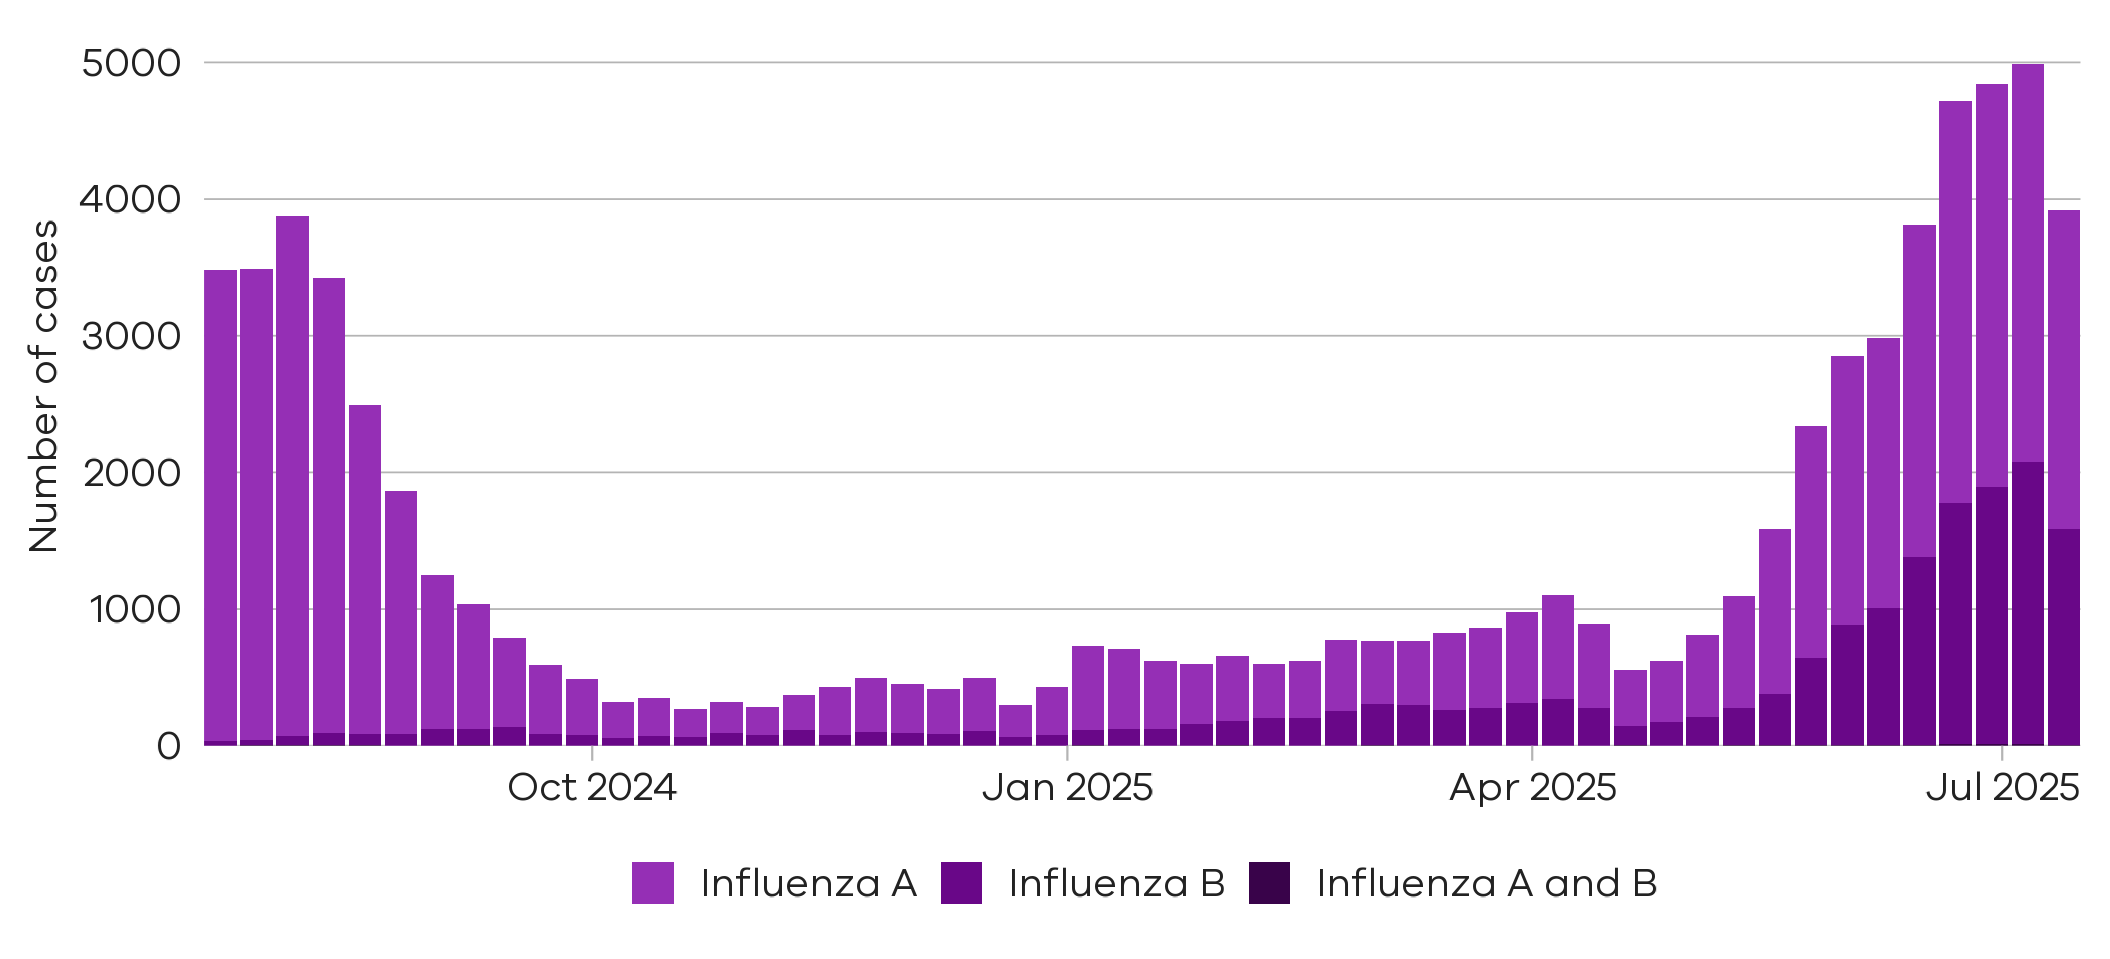 5000
4000
3000
2000
1000
0
Number of cases
Oct 2024 Jan 2025 Apr 2025 Jul 2025
Influenza A Influenza B Influenza A and B